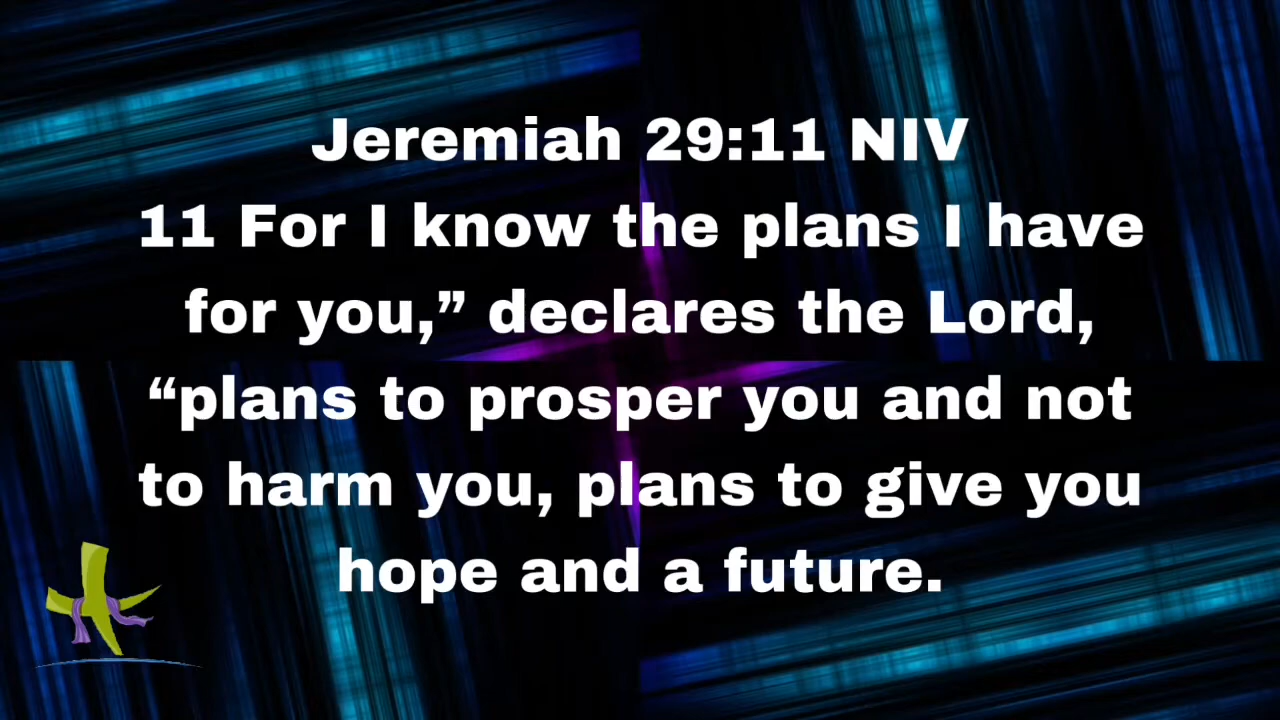 Jeremiah 29:11 NIV
11 For I know the plans I have
for you,” declares the Lord,
“plans to prosper you and not
to harm you, plans to give you
hope and a future.